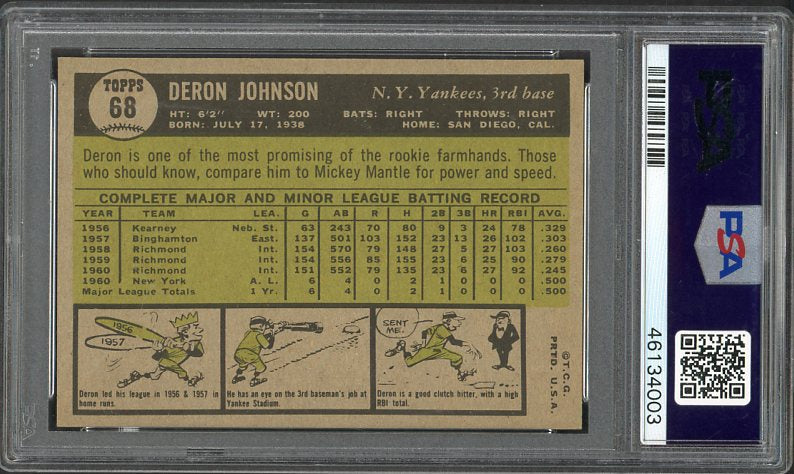 TOPPS
68
DERON JOHNSON
N. Y. Yankees, 3rd base
HT: 6'2" WT: 200 BATS: RIGHT THROWS: RIGHT
BORN: JULY 17, 1938 HOME: SAN DIEGO, CAL.
Deron is one of the most promising of the rookie farmhands. Those
who should know, compare him to Mickey Mantle for power and speed.
COMPLETE MAJOR AND MINOR LEAGUE BATTING RECORD
YEAR TEAM LEA. G AB R H 2B 3B HR RBI AVG.
1956 Kearney Neb. St. 63 243 70 80 9 3 24 78 .329
1957 Binghamton East. 137 501 103 152 23 13 26 102 .303
1958 Richmond Int. 154 570 79 148 27 5 27 103 .260
1959 Richmond Int. 154 556 85 155 23 6 25 90 .279
1960 Richmond Int. 151 552 79 135 23 6 27 92 .245
1960 New York A. L. 6 4 0 2 1 0 0 0 .500
Major League Totals 1 Yr. 6 4 0 2 1 0 0 0 .500
1956
1957
Deron led his league in 1956 & 1957 in
home runs.
He has an eye on the 3rd baseman's job at
Yankee Stadium.
SENT
ME.
Deron is a good clutch hitter, with a high
RBI total.
©T.C.G.
PRTD. U.S.A.
PSA
PSA
46134003